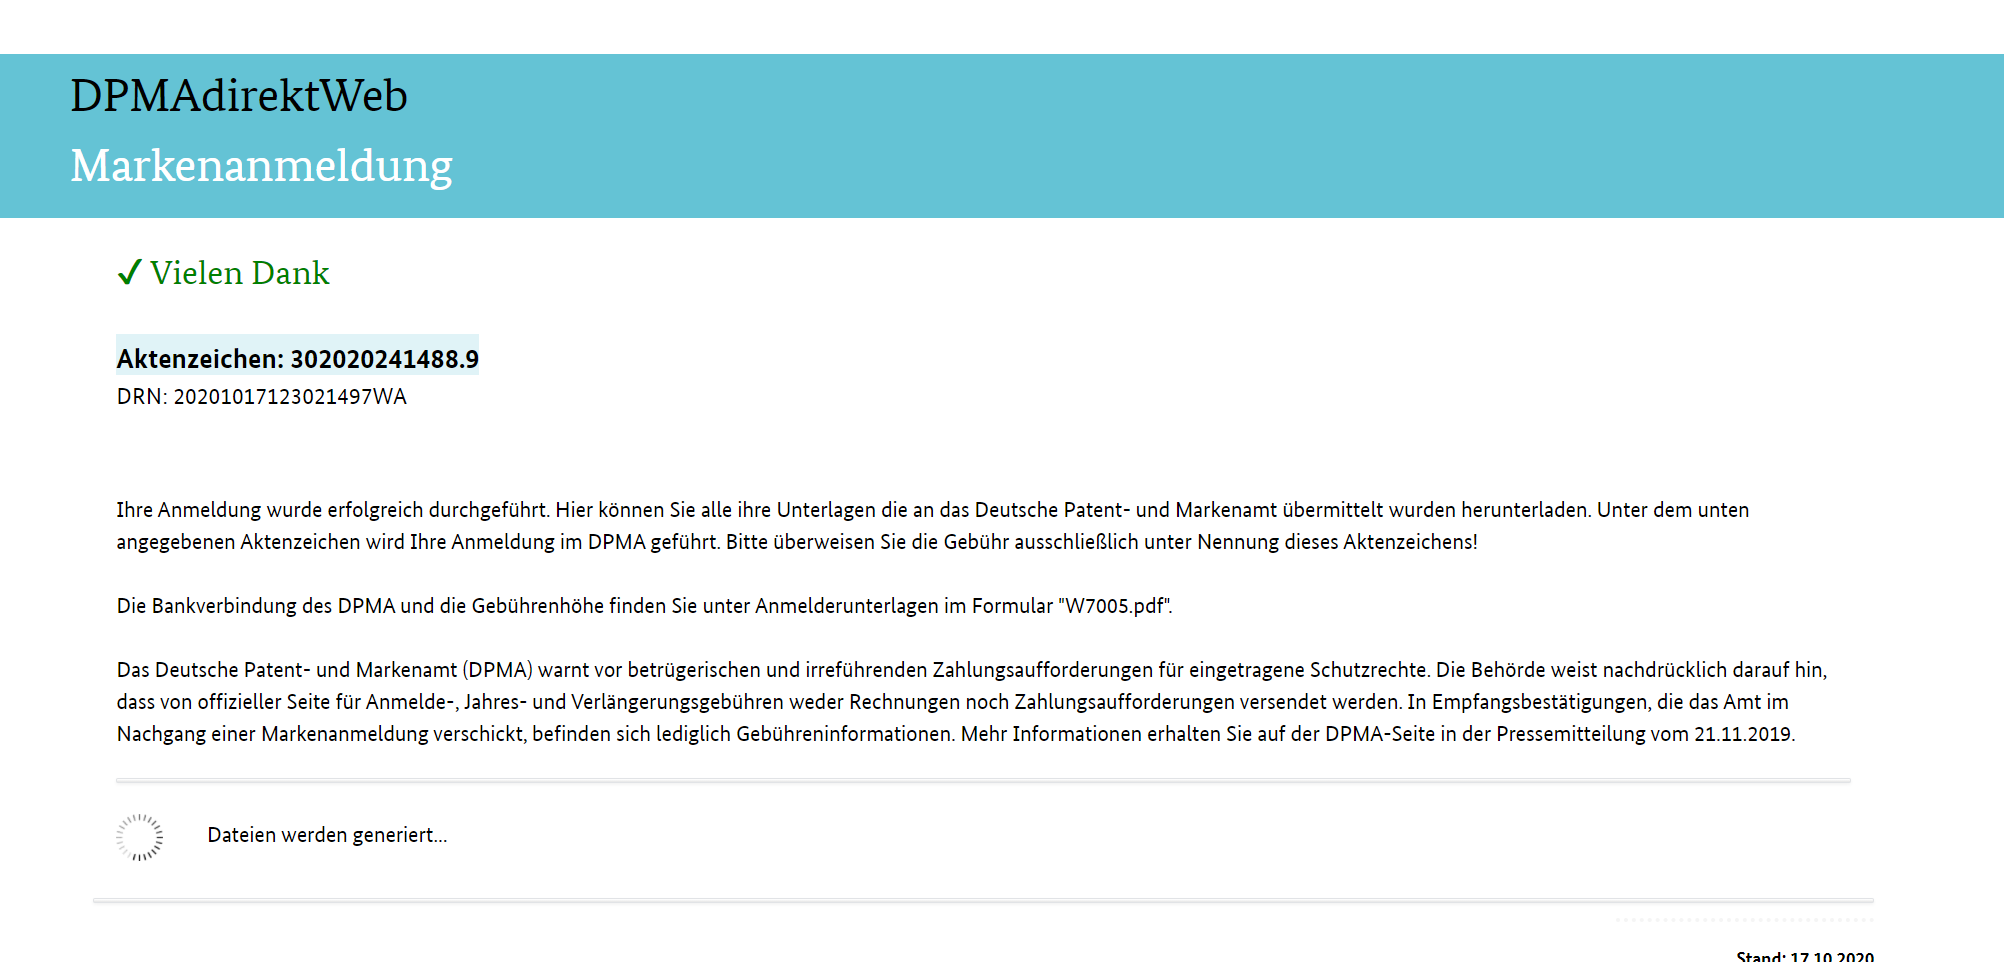 DPMAdirektWeb
Markenanmeldung
✓ Vielen Dank
Aktenzeichen: 302020241488.9
DRN: 20201017123021497WA
Ihre Anmeldung wurde erfolgreich durchgeführt. Hier können Sie alle ihre Unterlagen die an das Deutsche Patent- und Markenamt übermittelt wurden herunterladen. Unter dem unten
angegebenen Aktenzeichen wird Ihre Anmeldung im DPMA geführt. Bitte überweisen Sie die Gebühr ausschließlich unter Nennung dieses Aktenzeichens!
Die Bankverbindung des DPMA und die Gebührenhöhe finden Sie unter Anmelderunterlagen im Formular "W7005.pdf".
Das Deutsche Patent- und Markenamt (DPMA) warnt vor betrügerischen und irreführenden Zahlungsaufforderungen für eingetragene Schutzrechte. Die Behörde weist nachdrücklich darauf hin,
dass von offizieller Seite für Anmelde-, Jahres- und Verlängerungsgebühren weder Rechnungen noch Zahlungsaufforderungen versendet werden. In Empfangsbestätigungen, die das Amt im
Nachgang einer Markenanmeldung verschickt, befinden sich lediglich Gebühreninformationen. Mehr Informationen erhalten Sie auf der DPMA-Seite in der Pressemitteilung vom 21.11.2019.
Dateien werden generiert...
Stand: 17.10.2020